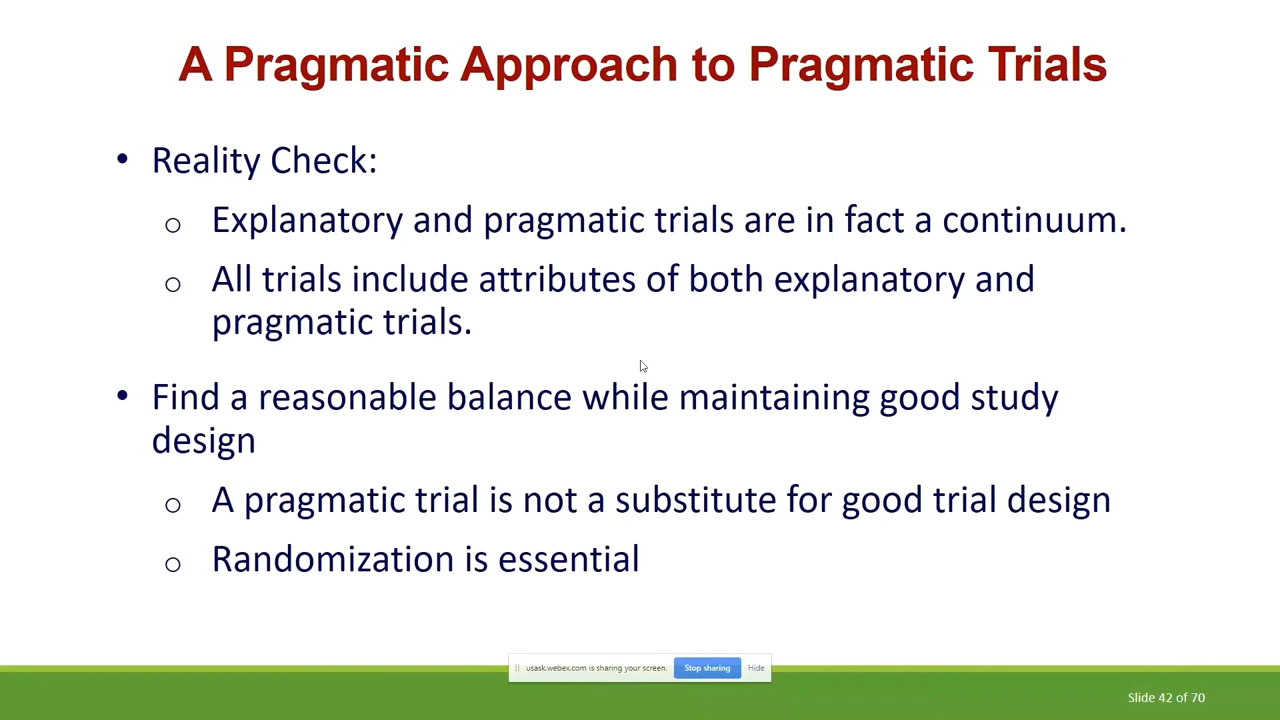 A Pragmatic Approach to Pragmatic Trials
• Reality Check:
o Explanatory and pragmatic trials are in fact a continuum.
o All trials include attributes of both explanatory and
pragmatic trials.
• Find a reasonable balance while maintaining good study
design
o A pragmatic trial is not a substitute for good trial design
o Randomization is essential
usask.webex.com is sharing your screen. Stop sharing Hide
Slide 42 of 70